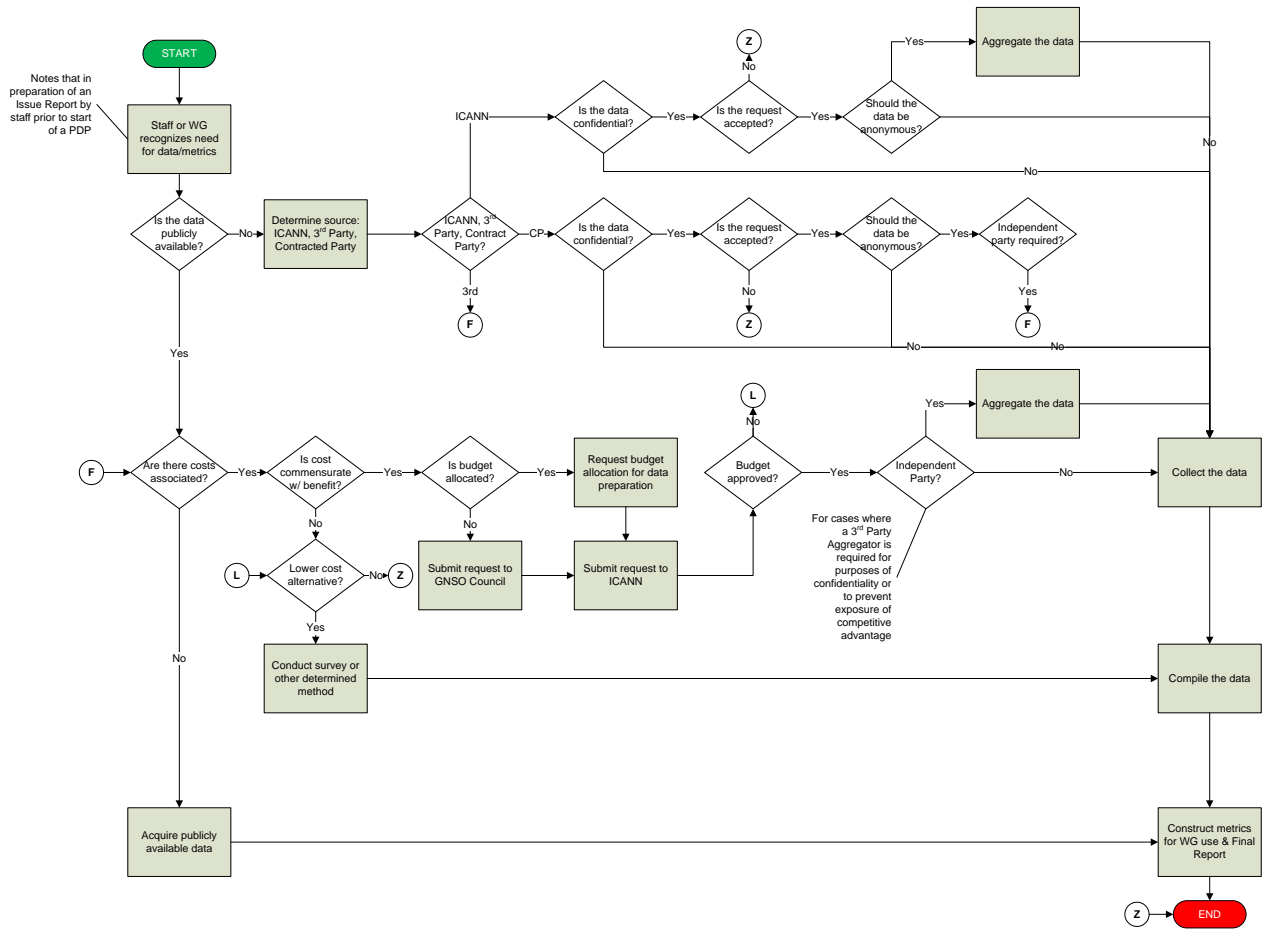 START
Notes that in
preparation of an
Issue Report by
staff prior to start
of a PDP
Staff or WG
recognizes need
for data/metrics
Is the data
publicly
available?
No
Determine source:
ICANN, 3rd Party,
Contracted Party
ICANN, 3rd
Party, Contract
Party?
ICANN
Is the data
confidential?
Yes
Is the request
accepted?
No
Z
Yes
Should the
data be
anonymous?
Yes
Aggregate the data
No
No
CP
Is the data
confidential?
Yes
Is the request
accepted?
Yes
Should the
data be
anonymous?
Yes
Independent
party required?
3rd
F
No
Z
Yes
F
No
No
Yes
F
Are there costs
associated?
Yes
Is cost
commensurate
w/ benefit?
Yes
Is budget
allocated?
Yes
Request budget
allocation for data
preparation
L
No
Budget
approved?
Yes
Independent
Party?
Yes
Aggregate the data
No
Collect the data
No
No
L
Lower cost
alternative?
No
Z
Submit request to
GNSO Council
Submit request to
ICANN
For cases where
a 3rd Party
Aggregator is
required for
purposes of
confidentiality or
to prevent
exposure of
competitive
advantage
Yes
No
Conduct survey or
other determined
method
Compile the data
Acquire publicly
available data
Construct metrics
for WG use & Final
Report
Z
END